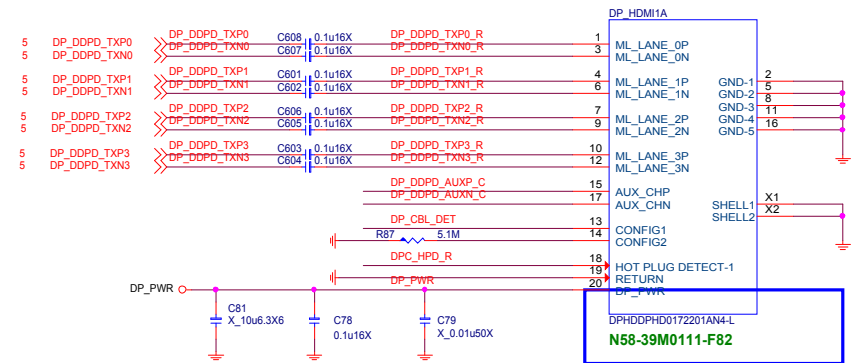 DP_HDMI1A
5 DP_DDPD_TXP0 DP_DDPD_TXP0 C608 0.1u16X DP_DDPD_TXP0_R 1 ML_LANE_0P
5 DP_DDPD_TXN0 DP_DDPD_TXN0 C607 0.1u16X DP_DDPD_TXN0_R 3 ML_LANE_0N
5 DP_DDPD_TXP1 DP_DDPD_TXP1 C601 0.1u16X DP_DDPD_TXP1_R 4 ML_LANE_1P GND-1 2
5 DP_DDPD_TXN1 DP_DDPD_TXN1 C602 0.1u16X DP_DDPD_TXN1_R 6 ML_LANE_1N GND-2 5
GND-3 8
5 DP_DDPD_TXP2 DP_DDPD_TXP2 C606 0.1u16X DP_DDPD_TXP2_R 7 ML_LANE_2P GND-4 11
5 DP_DDPD_TXN2 DP_DDPD_TXN2 C605 0.1u16X DP_DDPD_TXN2_R 9 ML_LANE_2N GND-5 16
5 DP_DDPD_TXP3 DP_DDPD_TXP3 C603 0.1u16X DP_DDPD_TXP3_R 10 ML_LANE_3P
5 DP_DDPD_TXN3 DP_DDPD_TXN3 C604 0.1u16X DP_DDPD_TXN3_R 12 ML_LANE_3N
DP_DDPD_AUXP_C 15 AUX_CHP
DP_DDPD_AUXN_C 17 AUX_CHN SHELL1 X1
SHELL2 X2
DP_CBL_DET 13 CONFIG1
R87 5.1M 14 CONFIG2
DPC_HPD_R 18 HOT PLUG DETECT-1
19 RETURN
DP_PWR DP_PWR 20 DP_PWR
C81 C78 C79
X_10u6.3X6 0.1u16X X_0.01u50X
DPHDDPHD0172201AN4-L
N58-39M0111-F82